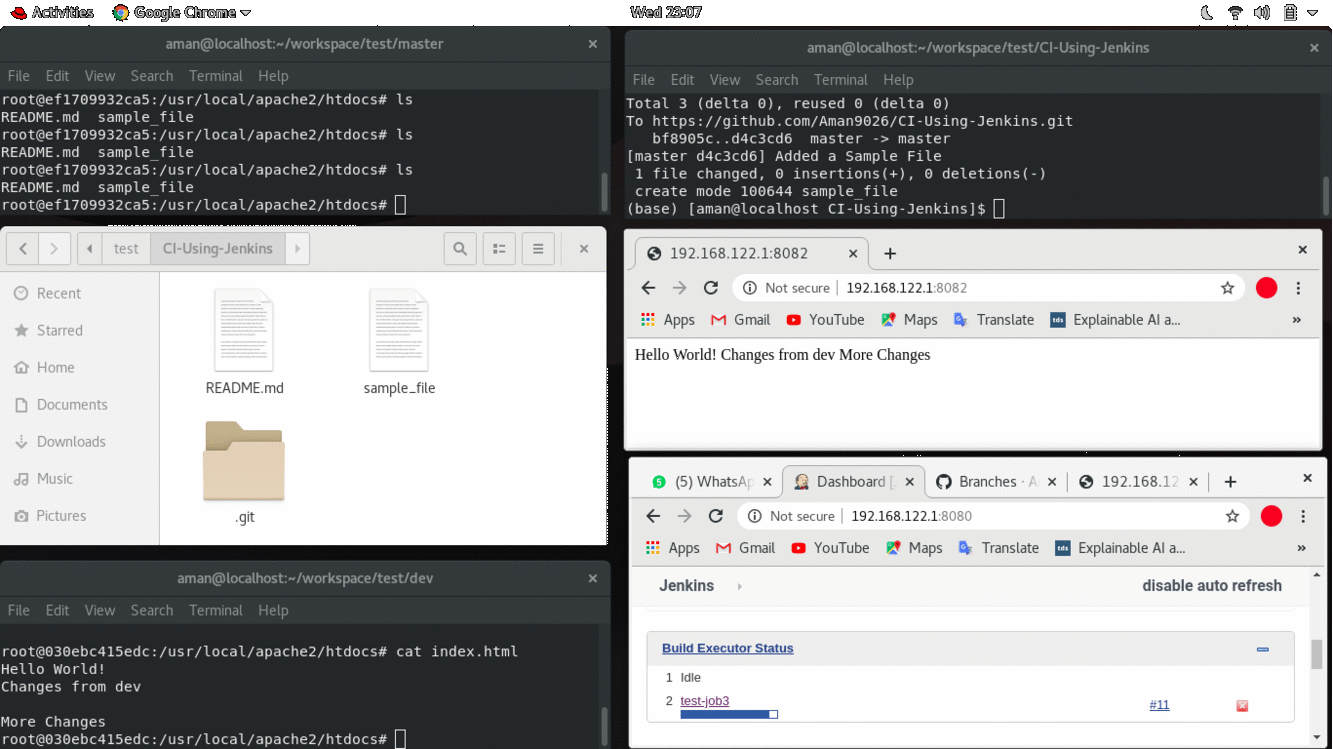 Activities Google Chrome Wed 23:07
aman@localhost:~/workspace/test/master
File Edit View Search Terminal Help
root@ef1709932ca5:/usr/local/apache2/htdocs# ls
README.md  sample_file
root@ef1709932ca5:/usr/local/apache2/htdocs# ls
README.md  sample_file
root@ef1709932ca5:/usr/local/apache2/htdocs# ls
README.md  sample_file
root@ef1709932ca5:/usr/local/apache2/htdocs#
aman@localhost:~/workspace/test/CI-Using-Jenkins
File Edit View Search Terminal Help
Total 3 (delta 0), reused 0 (delta 0)
To https://github.com/Aman9026/CI-Using-Jenkins.git
bf8905c..d4c3cd6  master -> master
[master d4c3cd6] Added a Sample File
1 file changed, 0 insertions(+), 0 deletions(-)
create mode 100644 sample_file
(base) [aman@localhost CI-Using-Jenkins]$
test CI-Using-Jenkins
Recent
Starred
Home
Documents
Downloads
Music
Pictures
README.md
sample_file
.git
192.168.122.1:8082
Not secure | 192.168.122.1:8082
Apps Gmail YouTube Maps Translate tds Explainable AI a... »
Hello World! Changes from dev More Changes
aman@localhost:~/workspace/test/dev
File Edit View Search Terminal Help
root@030ebc415edc:/usr/local/apache2/htdocs# cat index.html
Hello World!
Changes from dev
More Changes
root@030ebc415edc:/usr/local/apache2/htdocs#
5 (5) WhatsAp Dashboard [ Branches · A 192.168.12
Not secure | 192.168.122.1:8080
Apps Gmail YouTube Maps Translate tds Explainable AI a... »
Jenkins disable auto refresh
Build Executor Status
1 Idle
2 test-job3 #11